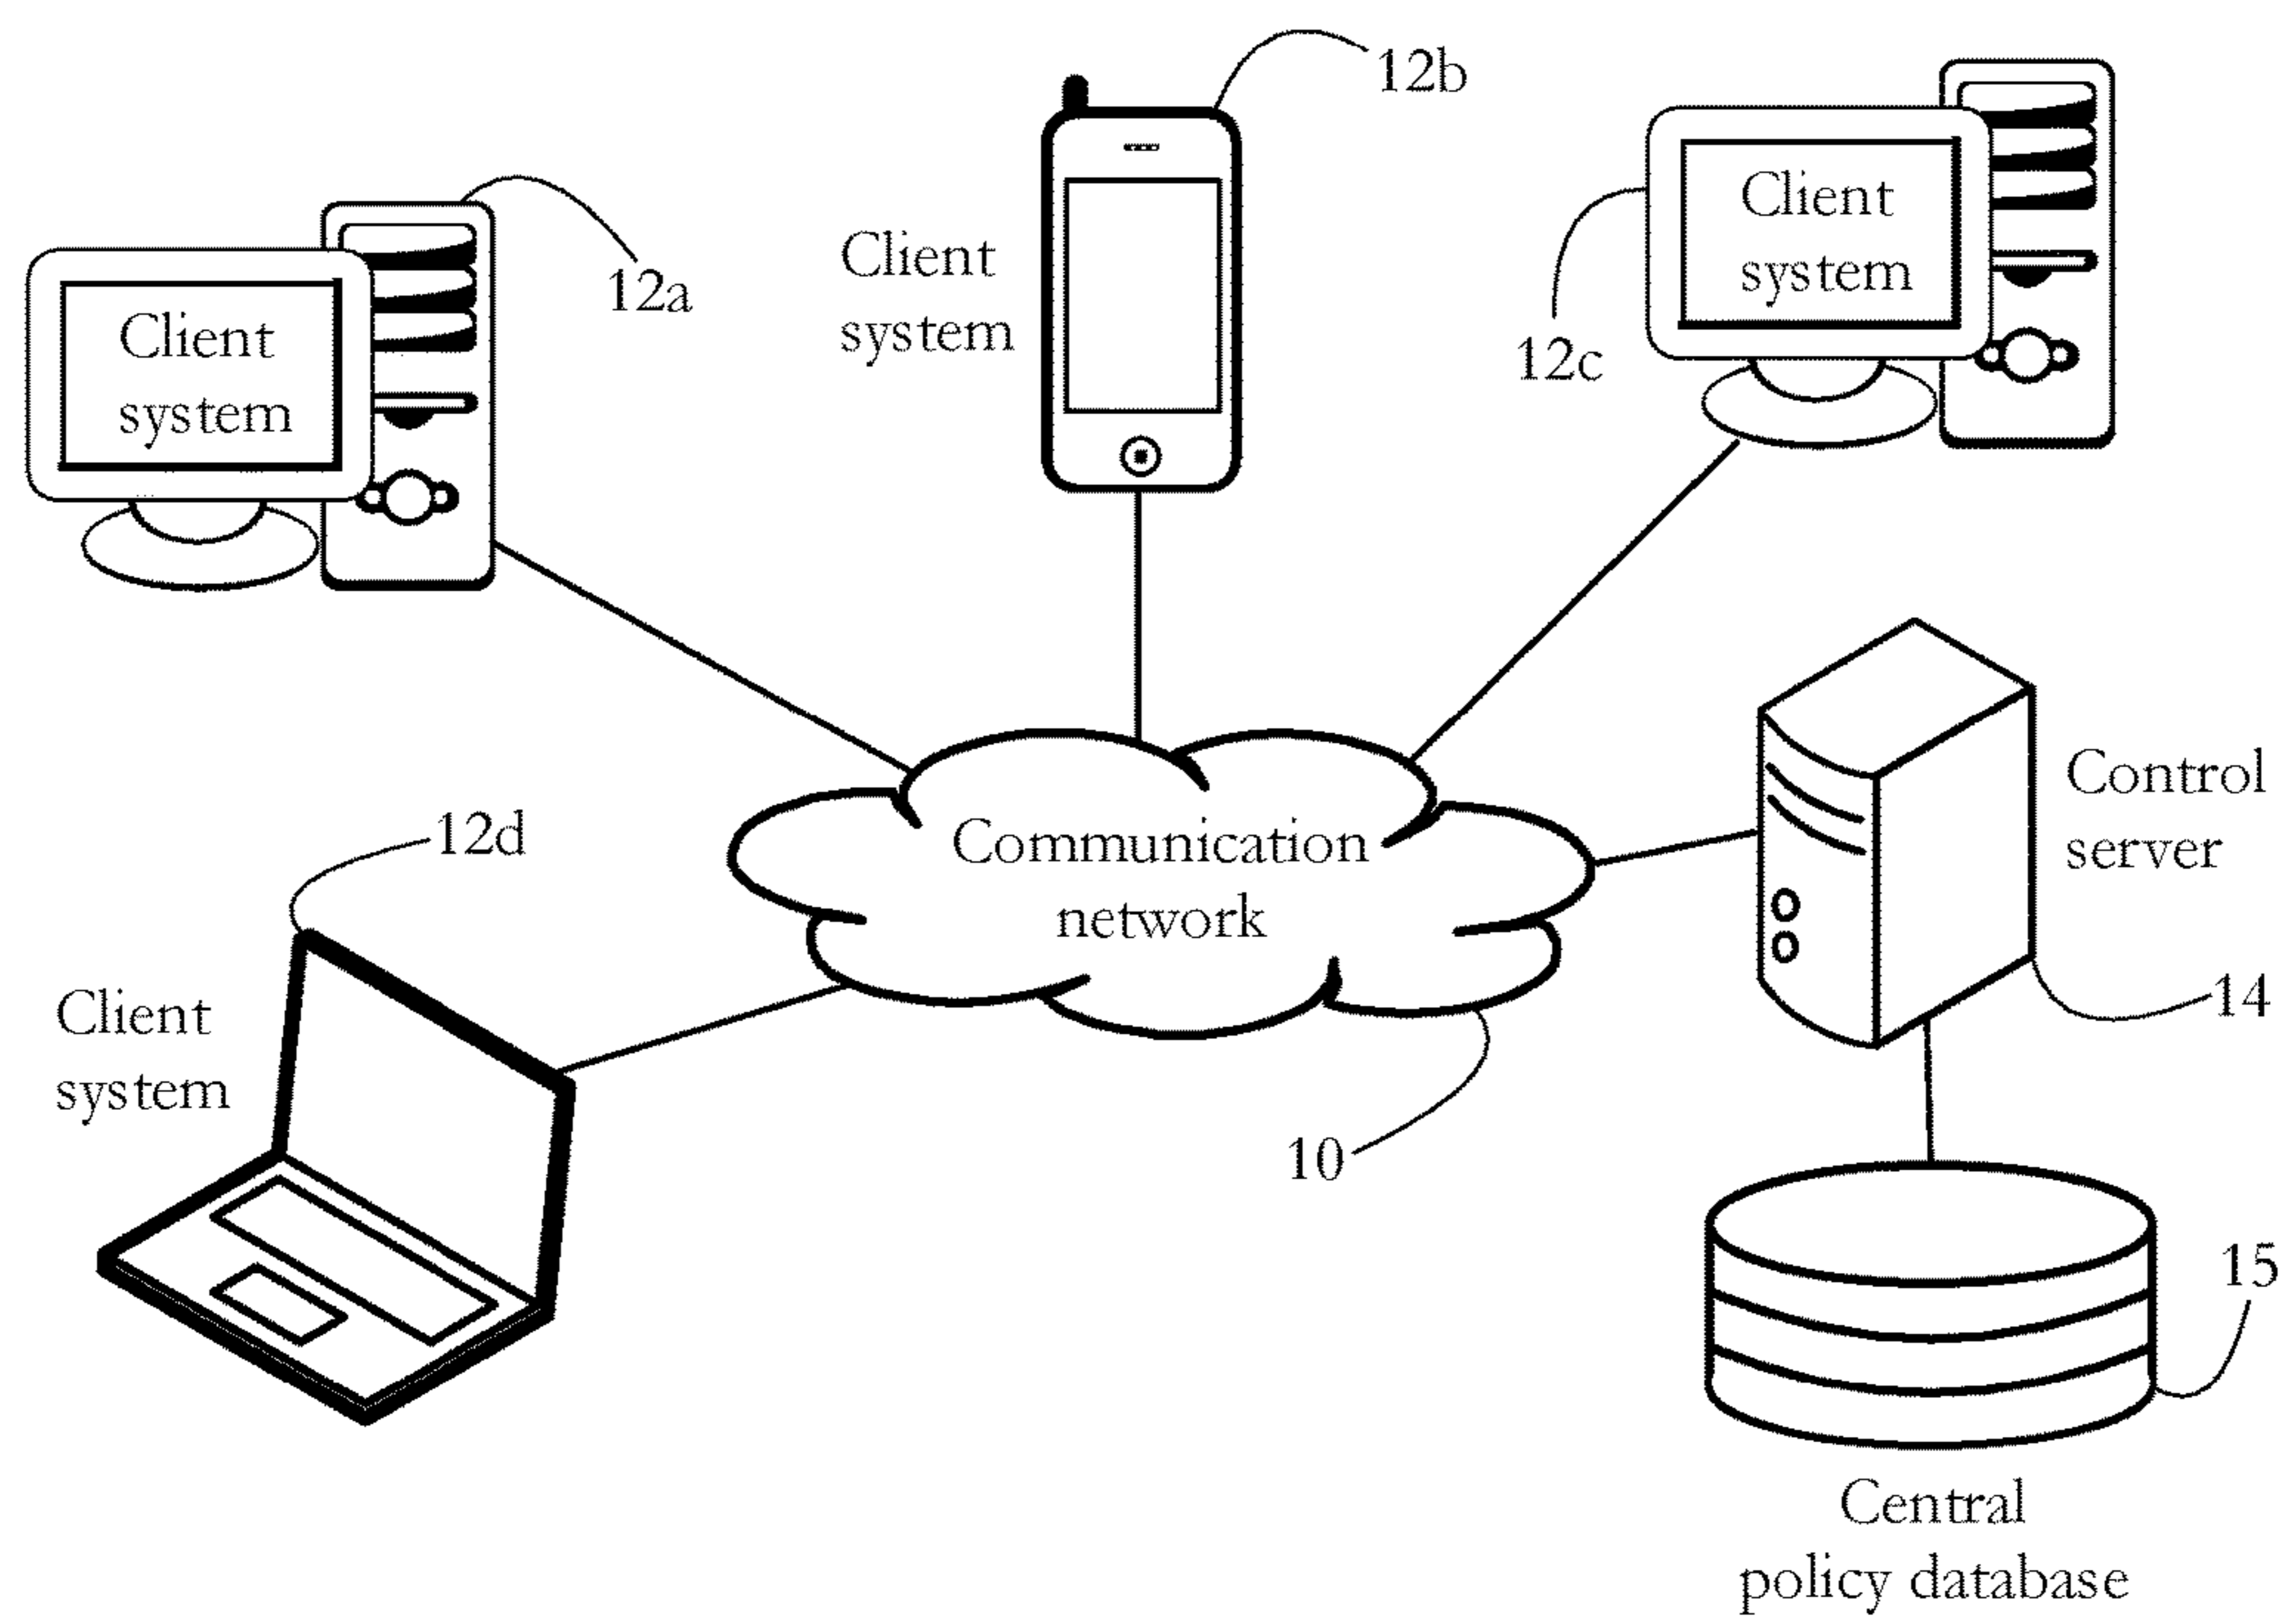 12b
Client
system
12a
Client
system
Client
system
12c
Control
server
12d
Communication
network
Client
system
14
10
15
Central
policy database